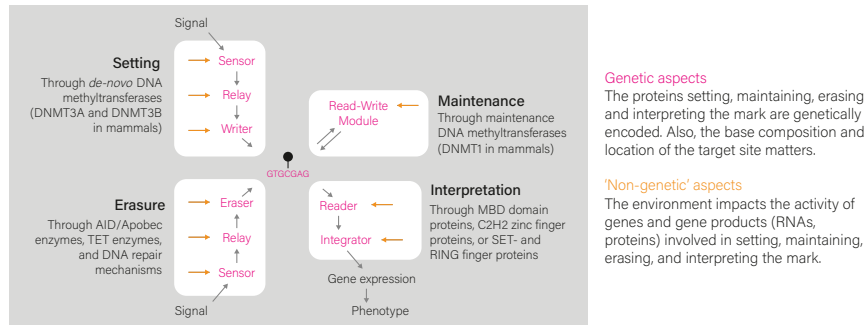 Signal
Setting
Through de-novo DNA
methyltransferases
(DNMT3A and DNMT3B
in mammals)
Sensor
Relay
Writer
Read-Write
Module
Maintenance
Through maintenance
DNA methyltransferases
(DNMT1 in mammals)
GTGCGAG
Erasure
Through AID/Apobec
enzymes, TET enzymes,
and DNA repair
mechanisms
Eraser
Relay
Sensor
Signal
Reader
Integrator
Interpretation
Through MBD domain
proteins, C2H2 zinc finger
proteins, or SET- and
RING finger proteins
Gene expression
Phenotype
Genetic aspects
The proteins setting, maintaining, erasing
and interpreting the mark are genetically
encoded. Also, the base composition and
location of the target site matters.
'Non-genetic' aspects
The environment impacts the activity of
genes and gene products (RNAs,
proteins) involved in setting, maintaining,
erasing, and interpreting the mark.